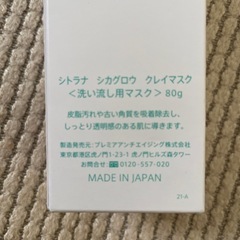 シトラナ シカグロウ クレイマスク
＜洗い流し用マスク＞80g
皮脂汚れや古い角質を吸着除去し、
しっとり透明感のある肌に導きます。
製造発売元：プレミアアンチエイジング株式会社
東京都港区虎ノ門1-23-1 虎ノ門ヒルズ森タワー
お問合せ 0120-557-020
MADE IN JAPAN
21-A